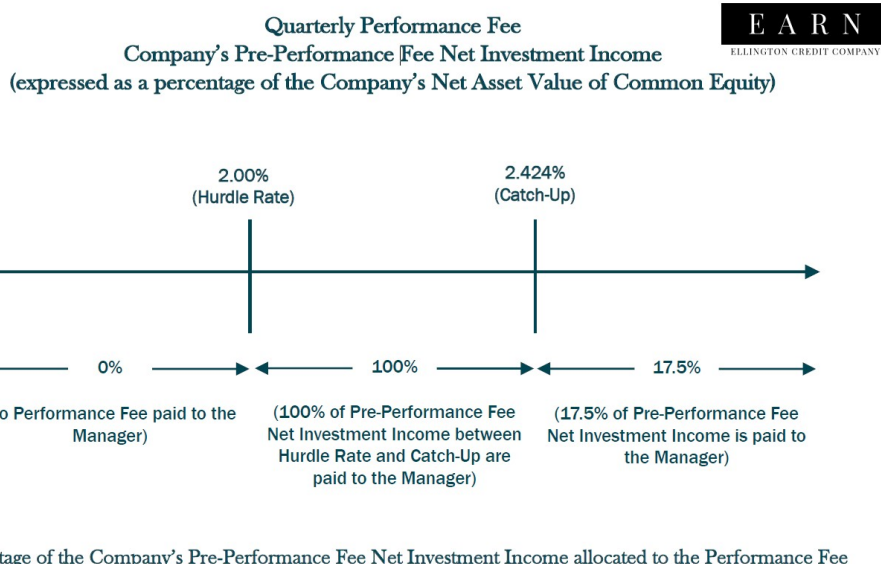 Quarterly Performance Fee
Company's Pre-Performance Fee Net Investment Income
(expressed as a percentage of the Company's Net Asset Value of Common Equity)
EARN
ELLINGTON CREDIT COMPANY
2.00%
(Hurdle Rate)
2.424%
(Catch-Up)
0%
100%
17.5%
o Performance Fee paid to the
Manager)
(100% of Pre-Performance Fee
Net Investment Income between
Hurdle Rate and Catch-Up are
paid to the Manager)
(17.5% of Pre-Performance Fee
Net Investment Income is paid to
the Manager)
tage of the Company's Pre-Performance Fee Net Investment Income allocated to the Performance Fee